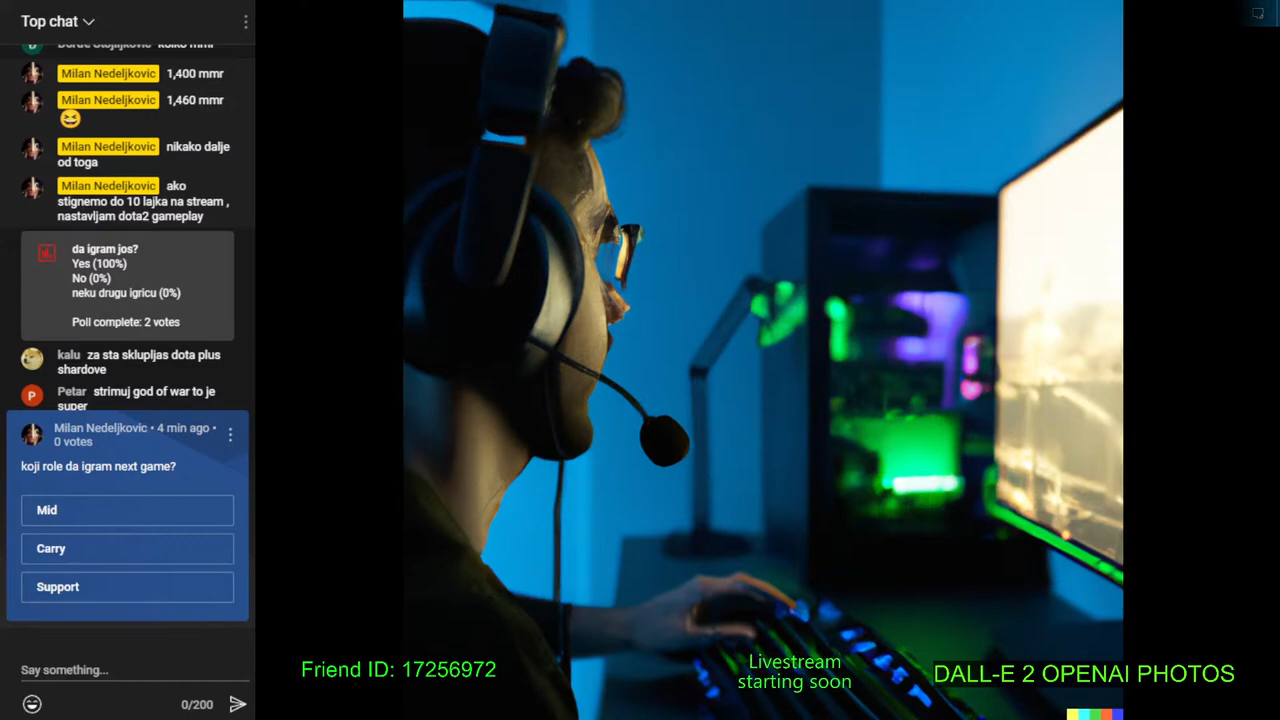 Top chat
Milan Nedeljkovic 1,400 mmr
Milan Nedeljkovic 1,460 mmr
Milan Nedeljkovic nikako dalje
od toga
Milan Nedeljkovic ako
stignemo do 10 lajka na stream ,
nastavljam dota2 gameplay
da igram jos?
Yes (100%)
No (0%)
neku drugu igricu (0%)
Poll complete: 2 votes
kalu za sta sklupljas dota plus
shardove
P
Petar strimuj god of war to je
super
Milan Nedeljkovic • 4 min ago •
0 votes
koji role da igram next game?
Mid
Carry
Support
Say something...
0/200
Friend ID: 17256972
Livestream
starting soon
DALL-E 2 OPENAI PHOTOS